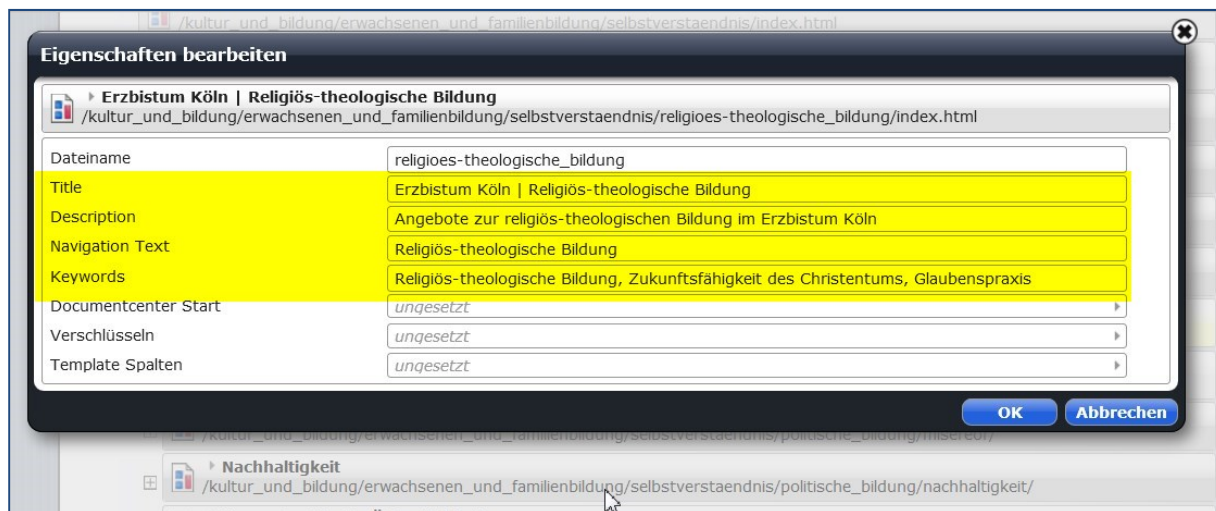 /kultur_und_bildung/erwachsenen_und_familienbildung/selbstverstaendnis/index.html
Eigenschaften bearbeiten
Erzbistum Köln | Religiös-theologische Bildung
/kultur_und_bildung/erwachsenen_und_familienbildung/selbstverstaendnis/religioes-theologische_bildung/index.html
Dateiname religioes-theologische_bildung
Title Erzbistum Köln | Religiös-theologische Bildung
Description Angebote zur religiös-theologischen Bildung im Erzbistum Köln
Navigation Text Religiös-theologische Bildung
Keywords Religiös-theologische Bildung, Zukunftsfähigkeit des Christentums, Glaubenspraxis
Documentcenter Start ungesetzt
Verschlüsseln ungesetzt
Template Spalten ungesetzt
OK Abbrechen
/kultur_und_bildung/erwachsenen_und_familienbildung/selbstverstaendnis/politische_bildung/misereor/
Nachhaltigkeit
/kultur_und_bildung/erwachsenen_und_familienbildung/selbstverstaendnis/politische_bildung/nachhaltigkeit/